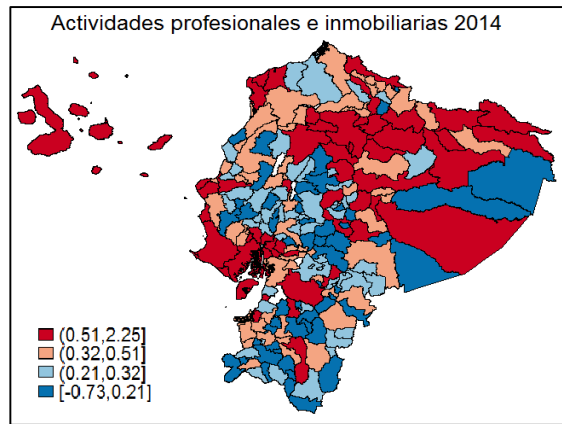 Actividades profesionales e inmobiliarias 2014
(0.51,2.25]
(0.32,0.51]
(0.21,0.32]
[-0.73,0.21]